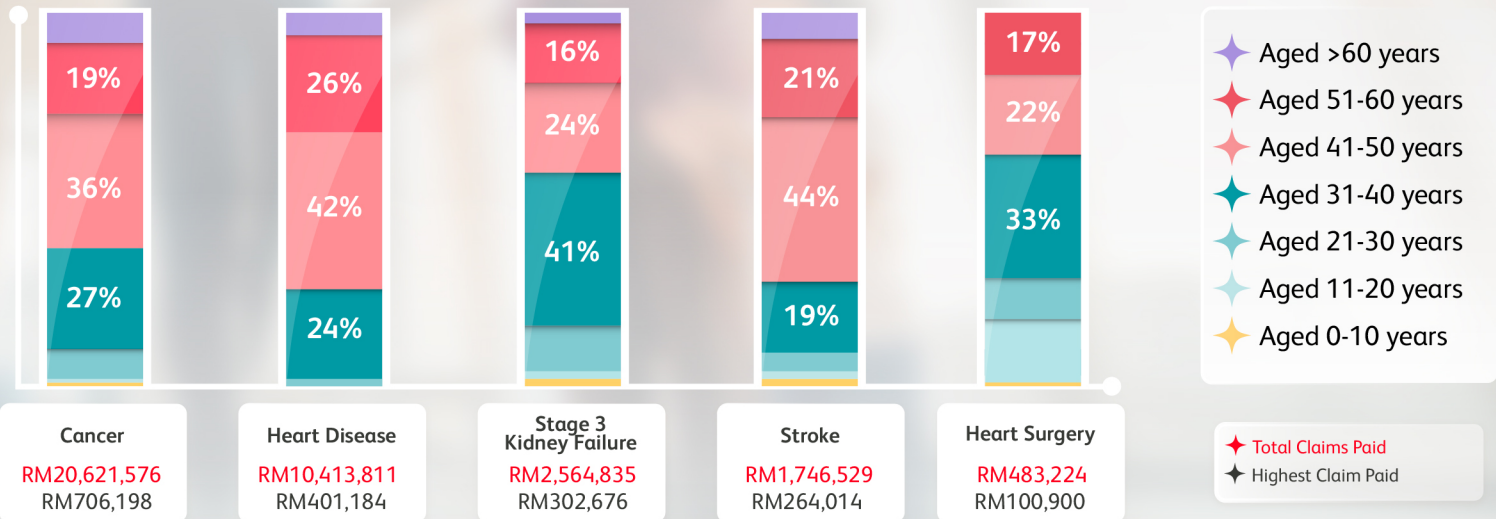 19%
36%
27%
26%
42%
24%
16%
24%
41%
21%
44%
19%
17%
22%
33%
Aged >60 years
Aged 51-60 years
Aged 41-50 years
Aged 31-40 years
Aged 21-30 years
Aged 11-20 years
Aged 0-10 years
Cancer
RM20,621,576
RM706,198
Heart Disease
RM10,413,811
RM401,184
Stage 3
Kidney Failure
RM2,564,835
RM302,676
Stroke
RM1,746,529
RM264,014
Heart Surgery
RM483,224
RM100,900
Total Claims Paid
Highest Claim Paid